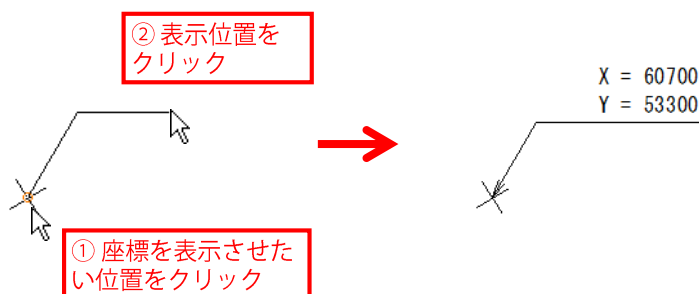 ② 表示位置を
クリック
X = 60700
Y = 53300
① 座標を表示させた
い位置をクリック